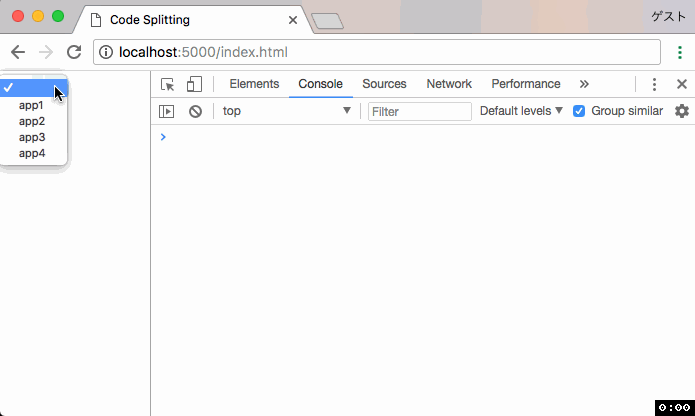 Code Splitting
ゲスト
localhost:5000/index.html
Elements Console Sources Network Performance
top Filter Default levels Group similar
app1
app2
app3
app4
0:00